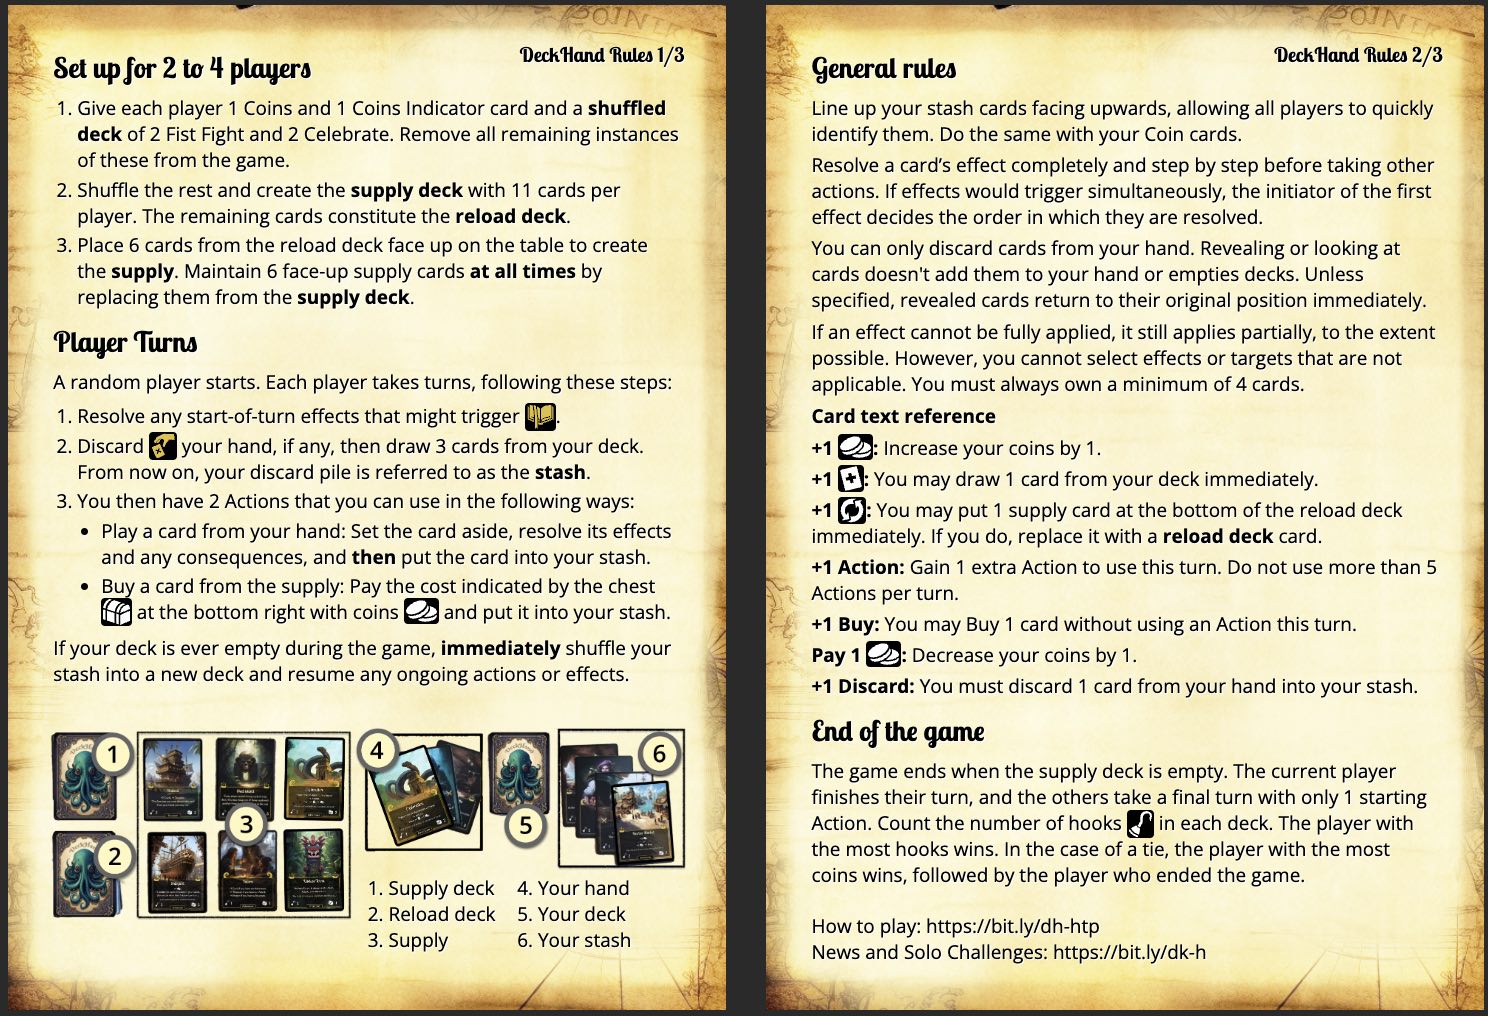 DeckHand Rules 1/3
Set up for 2 to 4 players
1. Give each player 1 Coins and 1 Coins Indicator card and a shuffled
deck of 2 Fist Fight and 2 Celebrate. Remove all remaining instances
of these from the game.
2. Shuffle the rest and create the supply deck with 11 cards per
player. The remaining cards constitute the reload deck.
3. Place 6 cards from the reload deck face up on the table to create
the supply. Maintain 6 face-up supply cards at all times by
replacing them from the supply deck.
Player Turns
A random player starts. Each player takes turns, following these steps:
1. Resolve any start-of-turn effects that might trigger .
2. Discard your hand, if any, then draw 3 cards from your deck.
From now on, your discard pile is referred to as the stash.
3. You then have 2 Actions that you can use in the following ways:
• Play a card from your hand: Set the card aside, resolve its effects
and any consequences, and then put the card into your stash.
• Buy a card from the supply: Pay the cost indicated by the chest
at the bottom right with coins and put it into your stash.
If your deck is ever empty during the game, immediately shuffle your
stash into a new deck and resume any ongoing actions or effects.
1
2
3
4
5
6
1. Supply deck
2. Reload deck
3. Supply
4. Your hand
5. Your deck
6. Your stash
DeckHand Rules 2/3
General rules
Line up your stash cards facing upwards, allowing all players to quickly
identify them. Do the same with your Coin cards.
Resolve a card's effect completely and step by step before taking other
actions. If effects would trigger simultaneously, the initiator of the first
effect decides the order in which they are resolved.
You can only discard cards from your hand. Revealing or looking at
cards doesn't add them to your hand or empties decks. Unless
specified, revealed cards return to their original position immediately.
If an effect cannot be fully applied, it still applies partially, to the extent
possible. However, you cannot select effects or targets that are not
applicable. You must always own a minimum of 4 cards.
Card text reference
+1 : Increase your coins by 1.
+1 : You may draw 1 card from your deck immediately.
+1 : You may put 1 supply card at the bottom of the reload deck
immediately. If you do, replace it with a reload deck card.
+1 Action: Gain 1 extra Action to use this turn. Do not use more than 5
Actions per turn.
+1 Buy: You may Buy 1 card without using an Action this turn.
Pay 1 : Decrease your coins by 1.
+1 Discard: You must discard 1 card from your hand into your stash.
End of the game
The game ends when the supply deck is empty. The current player
finishes their turn, and the others take a final turn with only 1 starting
Action. Count the number of hooks in each deck. The player with
the most hooks wins. In the case of a tie, the player with the most
coins wins, followed by the player who ended the game.
How to play: https://bit.ly/dh-htp
News and Solo Challenges: https://bit.ly/dk-h